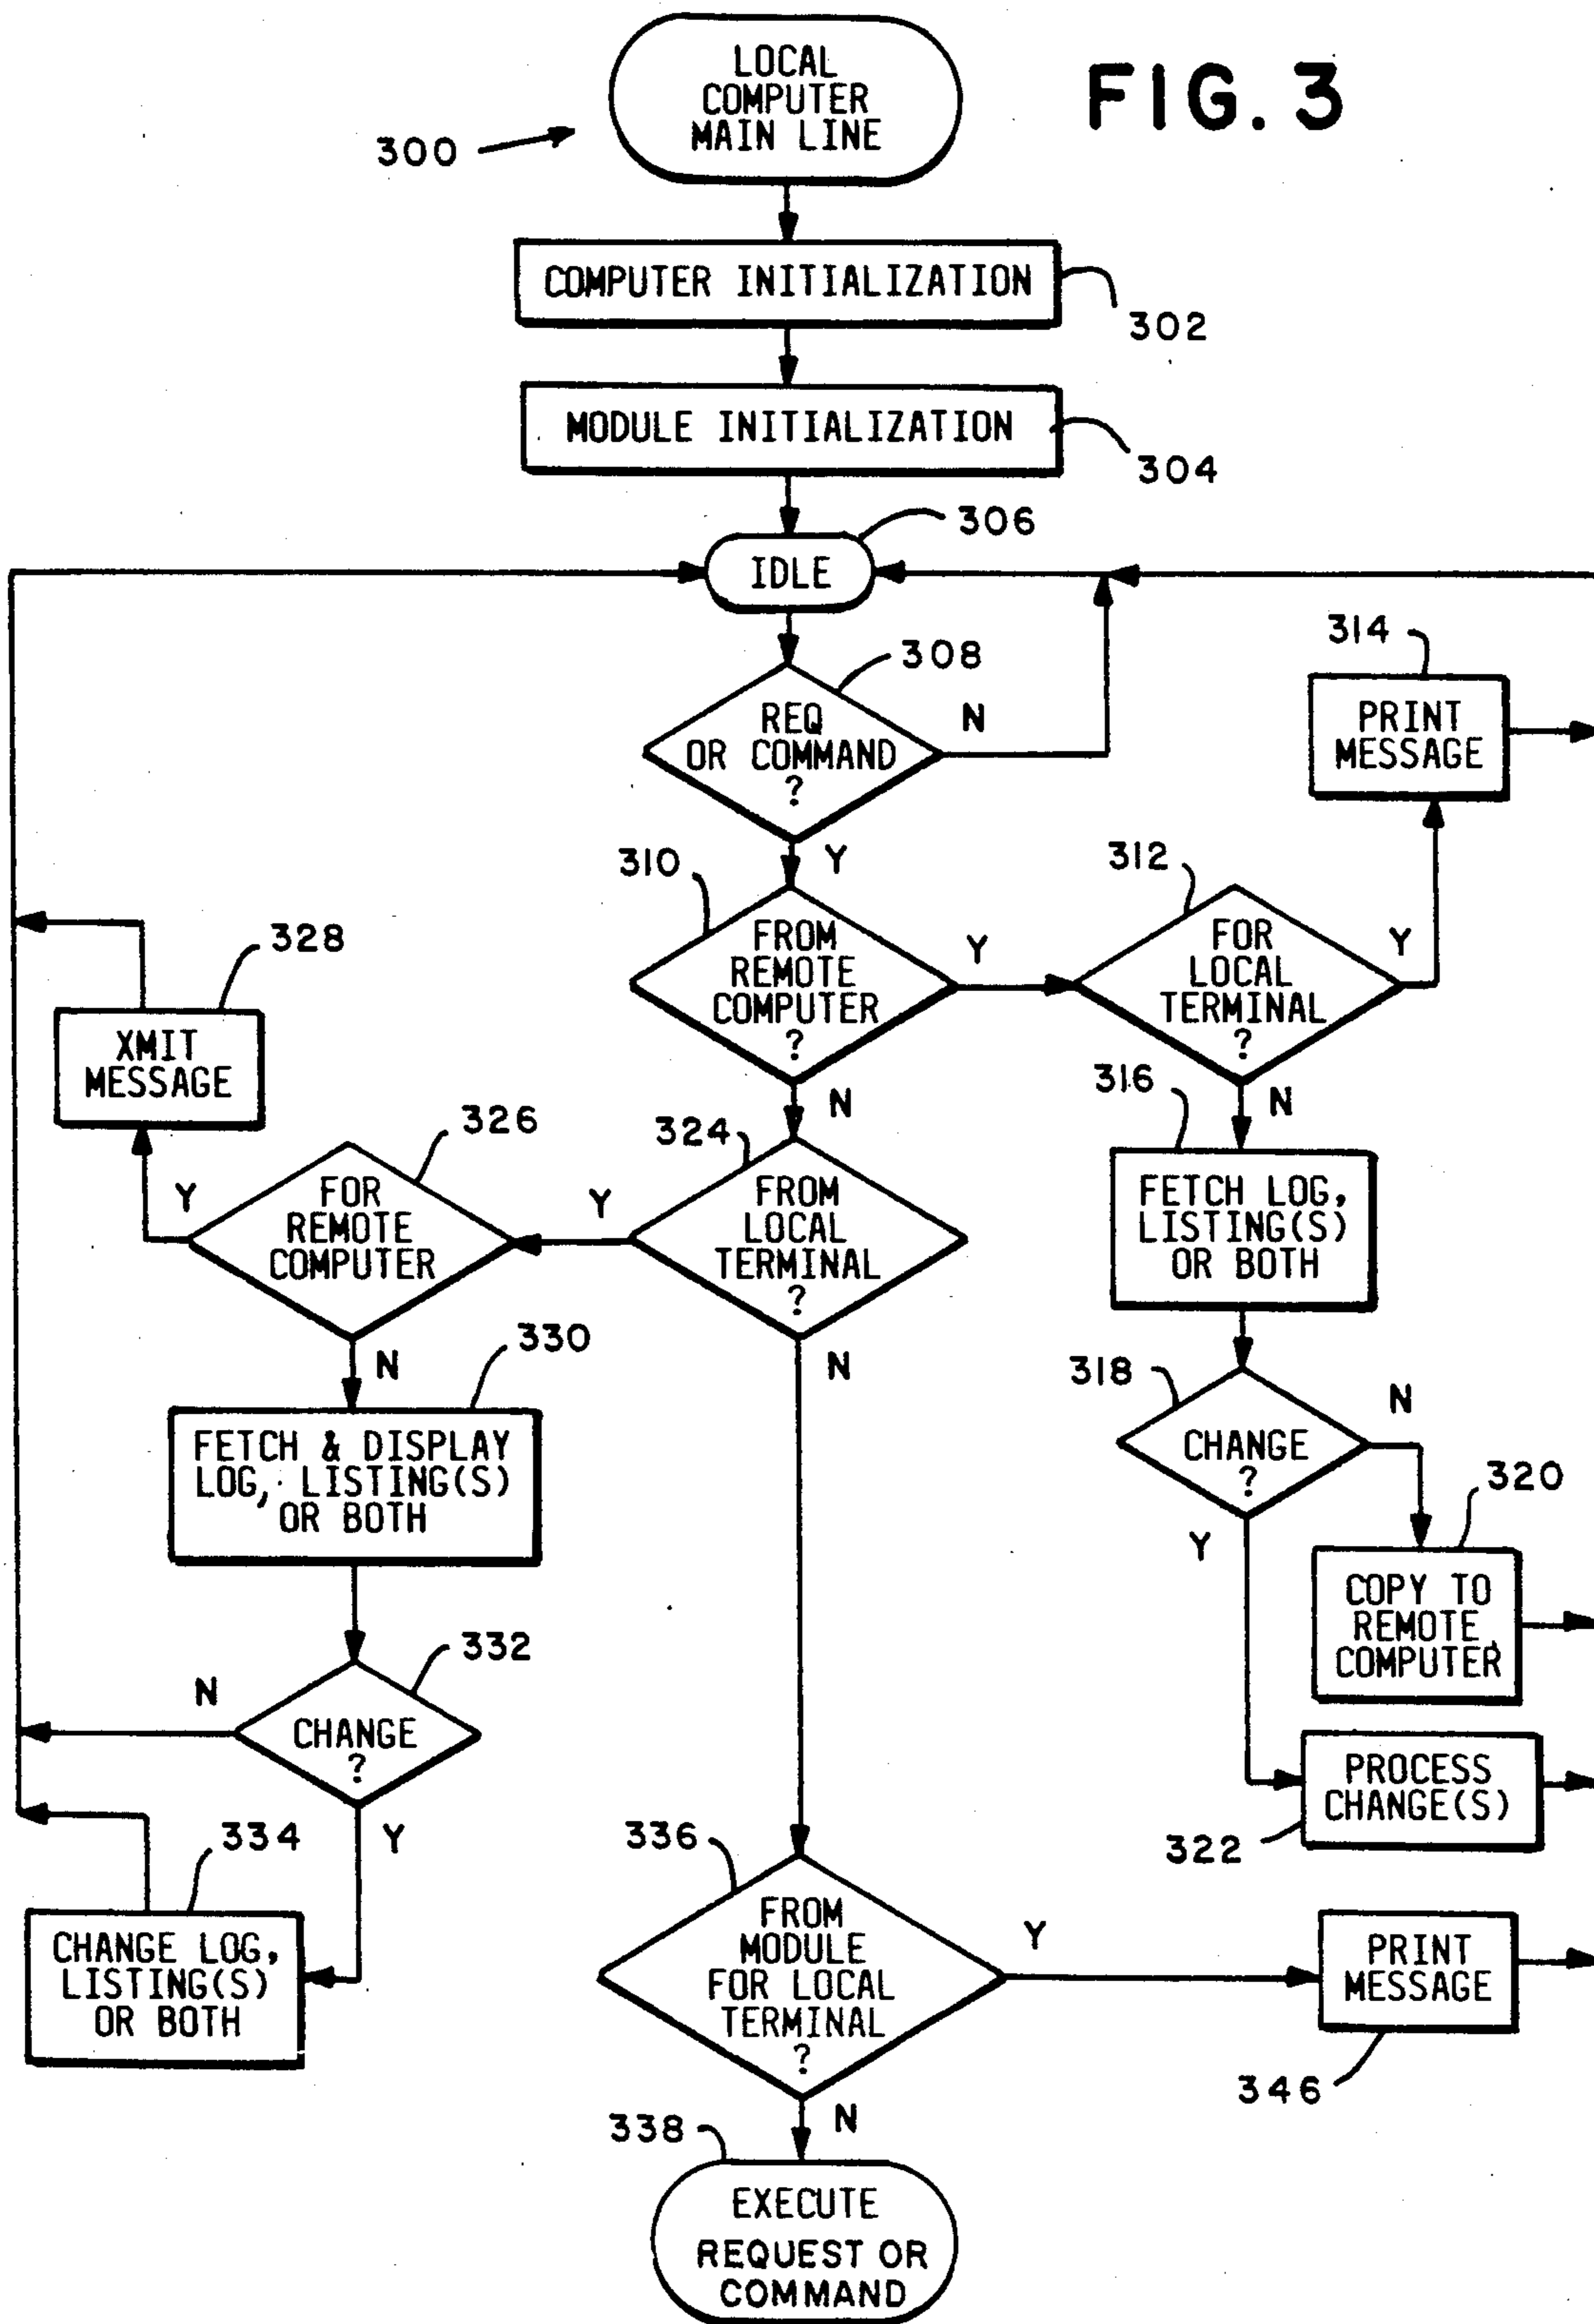 LOCAL
COMPUTER
MAIN LINE
FIG. 3
300
COMPUTER INITIALIZATION
302
MODULE INITIALIZATION
304
306
IDLE
308
REQ
OR COMMAND
?
N
Y
314
PRINT
MESSAGE
310
FROM
REMOTE
COMPUTER
?
Y
N
312
FOR
LOCAL
TERMINAL
?
Y
N
328
XMIT
MESSAGE
326
FOR
REMOTE
COMPUTER
Y
N
324
FROM
LOCAL
TERMINAL
?
Y
N
316
FETCH LOG,
LISTING(S)
OR BOTH
330
FETCH & DISPLAY
LOG, LISTING(S)
OR BOTH
318
CHANGE
?
N
Y
320
COPY TO
REMOTE
COMPUTER
332
CHANGE
?
N
Y
322
PROCESS
CHANGE(S)
334
CHANGE LOG,
LISTING(S)
OR BOTH
336
FROM
MODULE
FOR LOCAL
TERMINAL
?
Y
N
PRINT
MESSAGE
346
338
EXECUTE
REQUEST OR
COMMAND